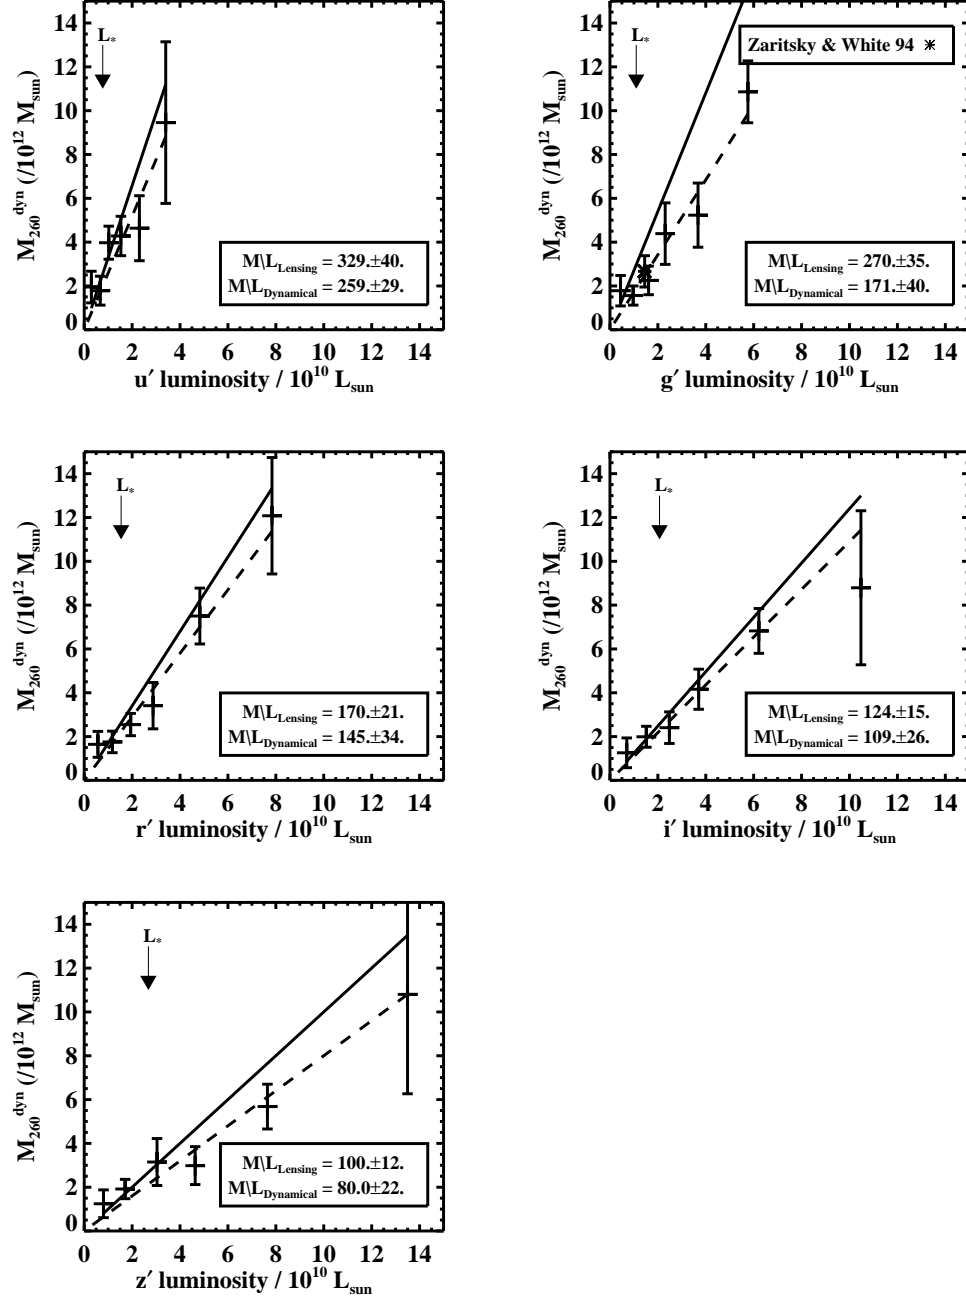 14
12
10
8
6
4
2
0
M260dyn (/10^12 Msun)
L*
M\LLensing = 329.±40.
M\LDynamical = 259.±29.
0 2 4 6 8 10 12 14
u′ luminosity / 10^10 Lsun
14
12
10
8
6
4
2
0
M260dyn (/10^12 Msun)
L*
Zaritsky & White 94
M\LLensing = 270.±35.
M\LDynamical = 171.±40.
0 2 4 6 8 10 12 14
g′ luminosity / 10^10 Lsun
14
12
10
8
6
4
2
0
M260dyn (/10^12 Msun)
L*
M\LLensing = 170.±21.
M\LDynamical = 145.±34.
0 2 4 6 8 10 12 14
r′ luminosity / 10^10 Lsun
14
12
10
8
6
4
2
0
M260dyn (/10^12 Msun)
L*
M\LLensing = 124.±15.
M\LDynamical = 109.±26.
0 2 4 6 8 10 12 14
i′ luminosity / 10^10 Lsun
14
12
10
8
6
4
2
0
M260dyn (/10^12 Msun)
L*
M\LLensing = 100.±12.
M\LDynamical = 80.0±22.
0 2 4 6 8 10 12 14
z′ luminosity / 10^10 Lsun